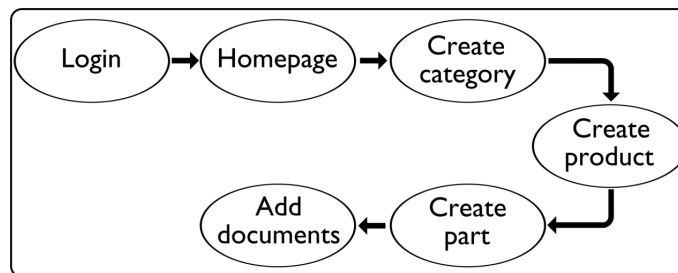 Login
Homepage
Create
category
Create
product
Create
part
Add
documents